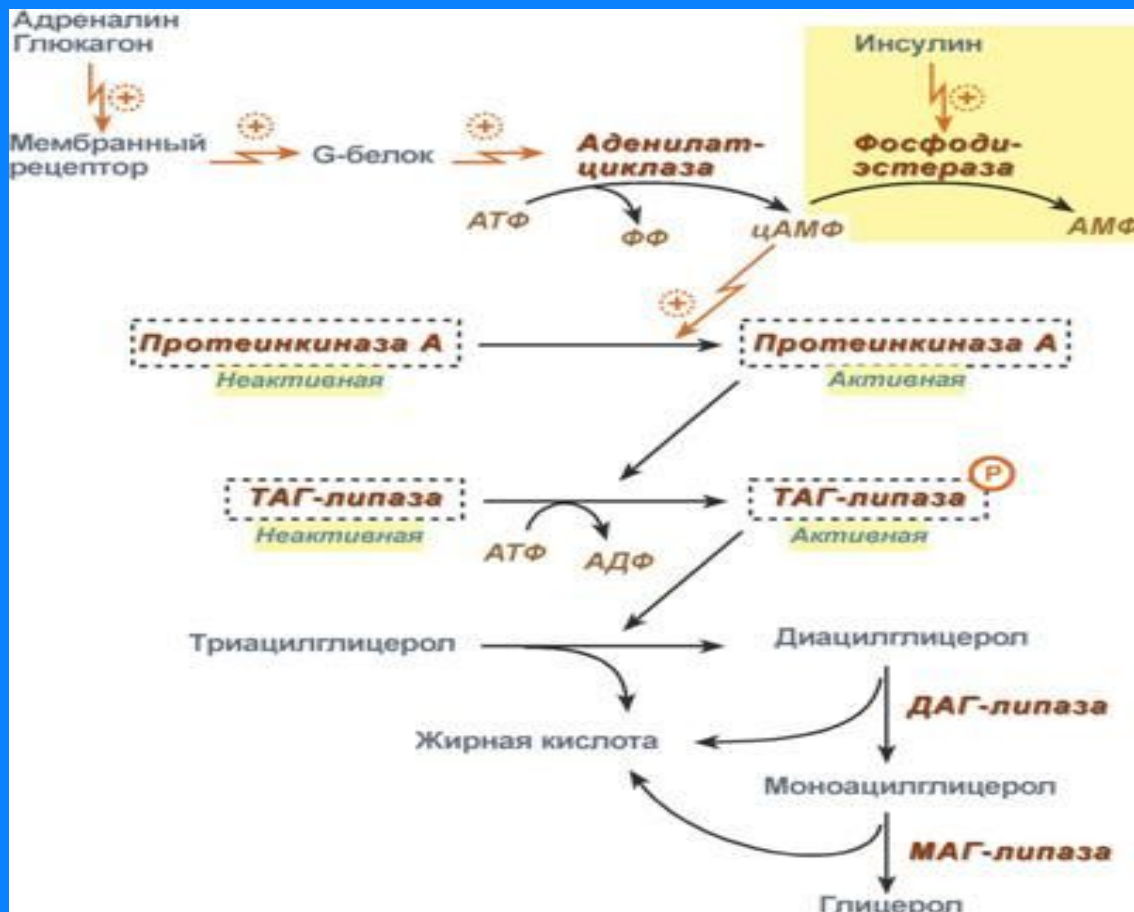 Адреналин
Глюкагон
Инсулин
Мембранный
рецептор
G-белок
Аденилат-
циклаза
Фосфоди-
эстераза
АТФ
ФФ
цАМФ
АМФ
Протеинкиназа А
Неактивная
Протеинкиназа А
Активная
ТАГ-липаза
Неактивная
ТАГ-липаза
P
Активная
АТФ
АДФ
Триацилглицерол
Диацилглицерол
ДАГ-липаза
Жирная кислота
Моноацилглицерол
МАГ-липаза
Глицерол